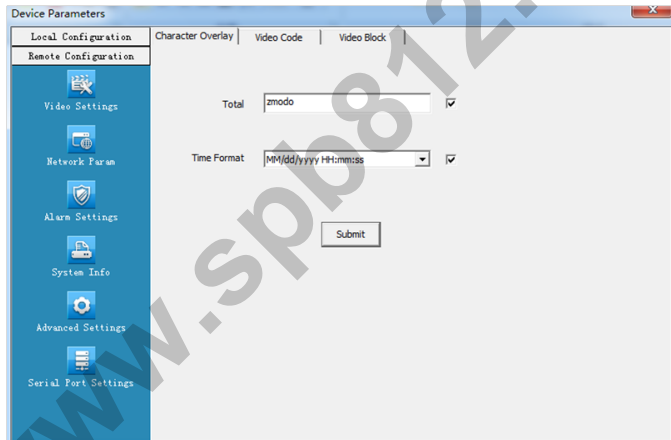 Device Parameters
Local Configuration
Remote Configuration
Video Settings
Network Param
Alarm Settings
System Info
Advanced Settings
Serial Port Settings
Character Overlay
Video Code
Video Block
Total
zmodo
Time Format
MM/dd/yyyy HH:mm:ss
Submit
www.spb812.